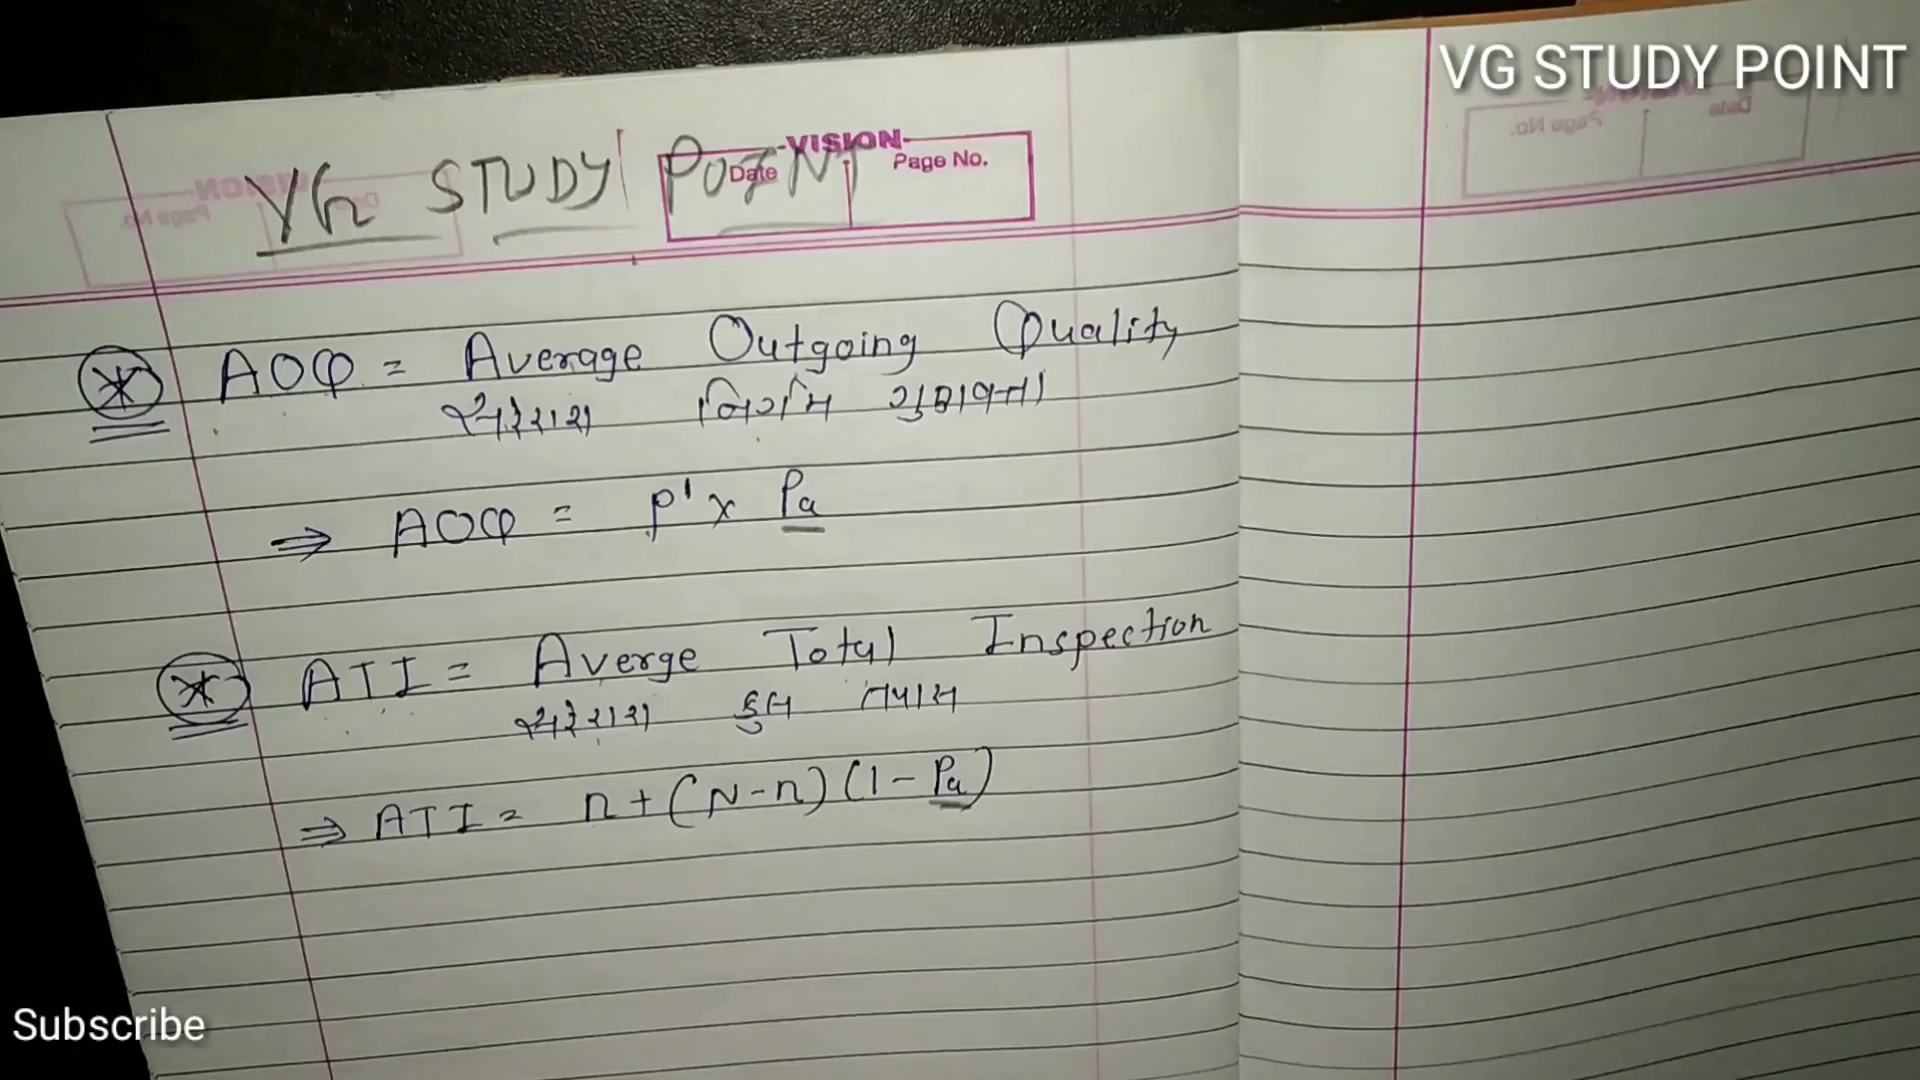 VG STUDY POINT
VISION
Date
Page No.
VG STUDY POINT
* AOQ = Average Outgoing Quality
સરેરાશ નિર્ગમ ગુણવત્તા
⇒ AOQ = P' x Pa
* ATI = Averge Total Inspection
સરેરાશ કુલ તપાસ
⇒ ATI = n + (N-n) (1-Pa)
Subscribe